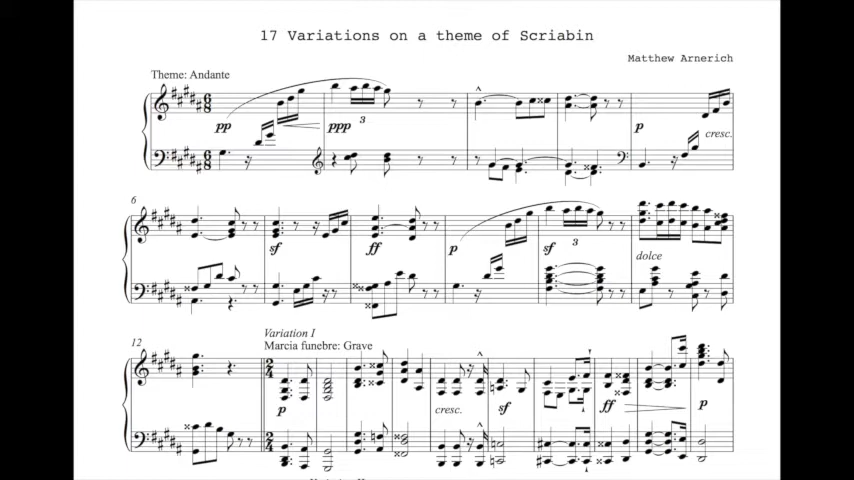 17 Variations on a theme of Scriabin
Matthew Arnerich
Theme: Andante
pp
ppp
3
p
cresc.
6
sf
ff
p
sf
3
dolce
12
Variation I
Marcia funebre: Grave
p
cresc.
sf
ff
p